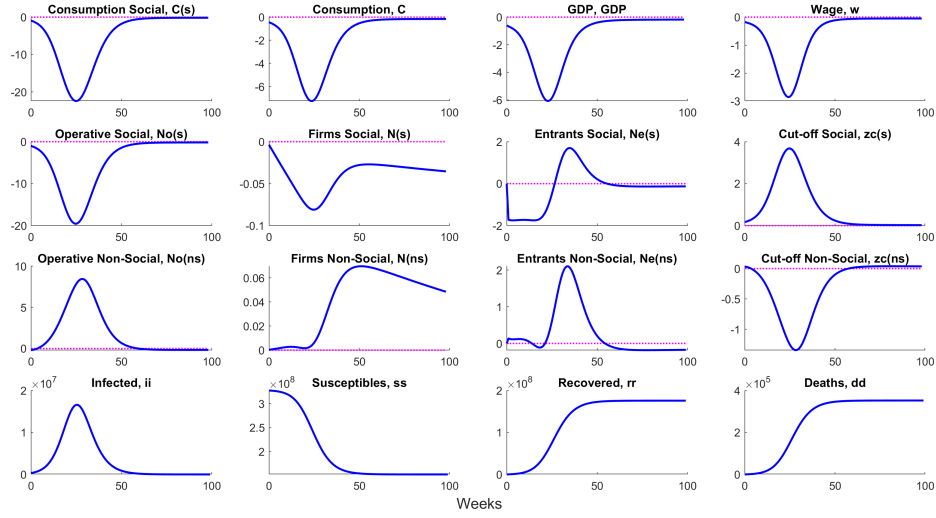 Consumption Social, C(s) Consumption, C GDP, GDP Wage, w
0 0 0 0
-10 -2 -2 -1
-4 -4 -2
-20 -6 -6 -3
0 50 100 0 50 100 0 50 100 0 50 100
Operative Social, No(s) Firms Social, N(s) Entrants Social, Ne(s) Cut-off Social, zc(s)
0 0 2 4
-10 -0.05 0 2
-20 -0.1 -2 0
0 50 100 0 50 100 0 50 100 0 50 100
Operative Non-Social, No(ns) Firms Non-Social, N(ns) Entrants Non-Social, Ne(ns) Cut-off Non-Social, zc(ns)
10 0.06 2 0
5 0.04 1 -0.5
0.02 -1
0 0 0
0 50 100 0 50 100 0 50 100 0 50 100
×10⁷ Infected, ii ×10⁸ Susceptibles, ss ×10⁸ Recovered, rr ×10⁵ Deaths, dd
2 3 2 4
1 2.5 1 2
2
0 0 0
0 50 100 0 50 100 0 50 100 0 50 100
Weeks